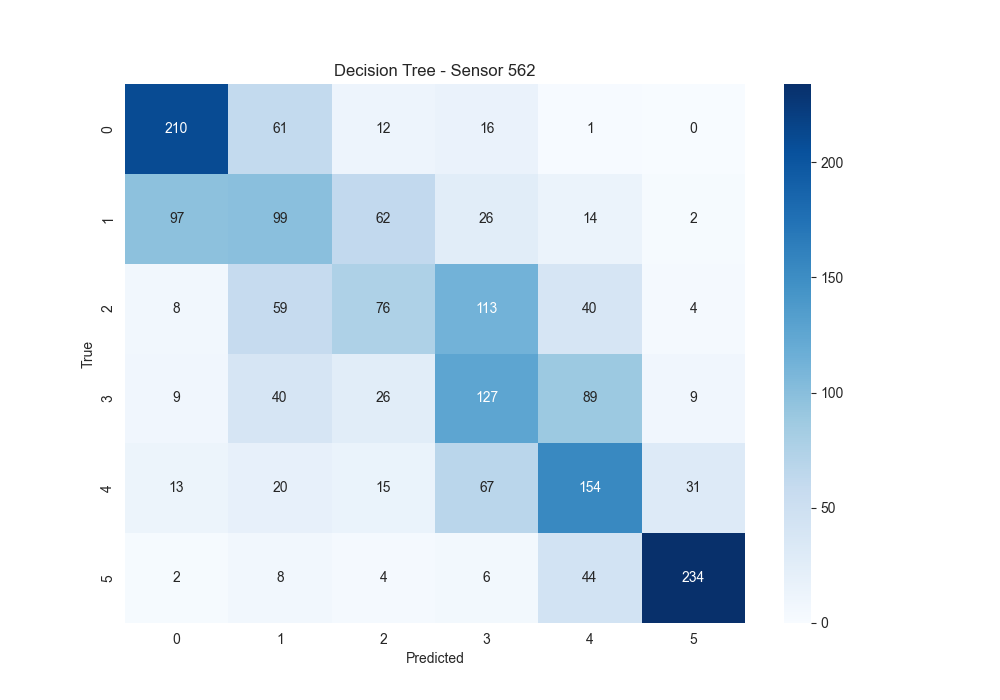 Decision Tree - Sensor 562
0 210 61 12 16 1 0
1 97 99 62 26 14 2
2 8 59 76 113 40 4
3 9 40 26 127 89 9
4 13 20 15 67 154 31
5 2 8 4 6 44 234
0 1 2 3 4 5
Predicted
True
200
150
100
50
0